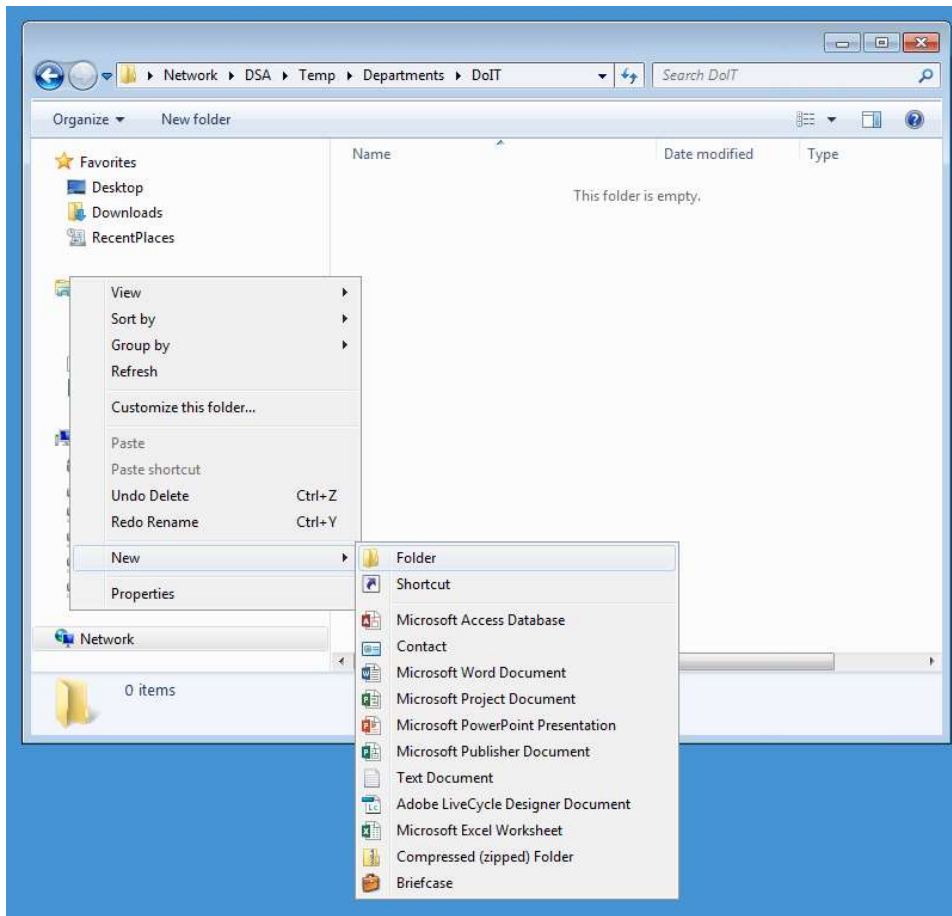 Network ▸ DSA ▸ Temp ▸ Departments ▸ DoIT
Search DoIT
Organize ▾ New folder
Name Date modified Type
This folder is empty.
Favorites
Desktop
Downloads
RecentPlaces
View
Sort by
Group by
Refresh
Customize this folder...
Paste
Paste shortcut
Undo Delete Ctrl+Z
Redo Rename Ctrl+Y
New
Properties
Folder
Shortcut
Microsoft Access Database
Contact
Microsoft Word Document
Microsoft Project Document
Microsoft PowerPoint Presentation
Microsoft Publisher Document
Text Document
Adobe LiveCycle Designer Document
Microsoft Excel Worksheet
Compressed (zipped) Folder
Briefcase
Network
0 items